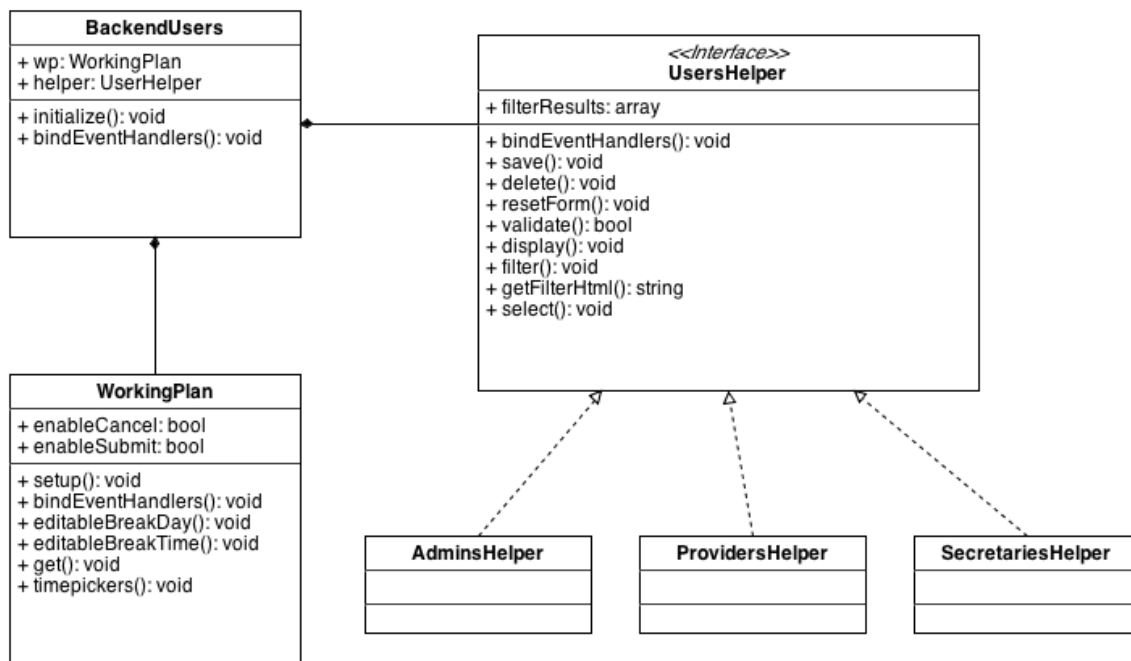 BackendUsers
+ wp: WorkingPlan
+ helper: UserHelper
+ initialize(): void
+ bindEventHandlers(): void
<<Interface>>
UsersHelper
+ filterResults: array
+ bindEventHandlers(): void
+ save(): void
+ delete(): void
+ resetForm(): void
+ validate(): bool
+ display(): void
+ filter(): void
+ getFilterHtml(): string
+ select(): void
WorkingPlan
+ enableCancel: bool
+ enableSubmit: bool
+ setup(): void
+ bindEventHandlers(): void
+ editableBreakDay(): void
+ editableBreakTime(): void
+ get(): void
+ timepickers(): void
AdminsHelper
ProvidersHelper
SecretariesHelper